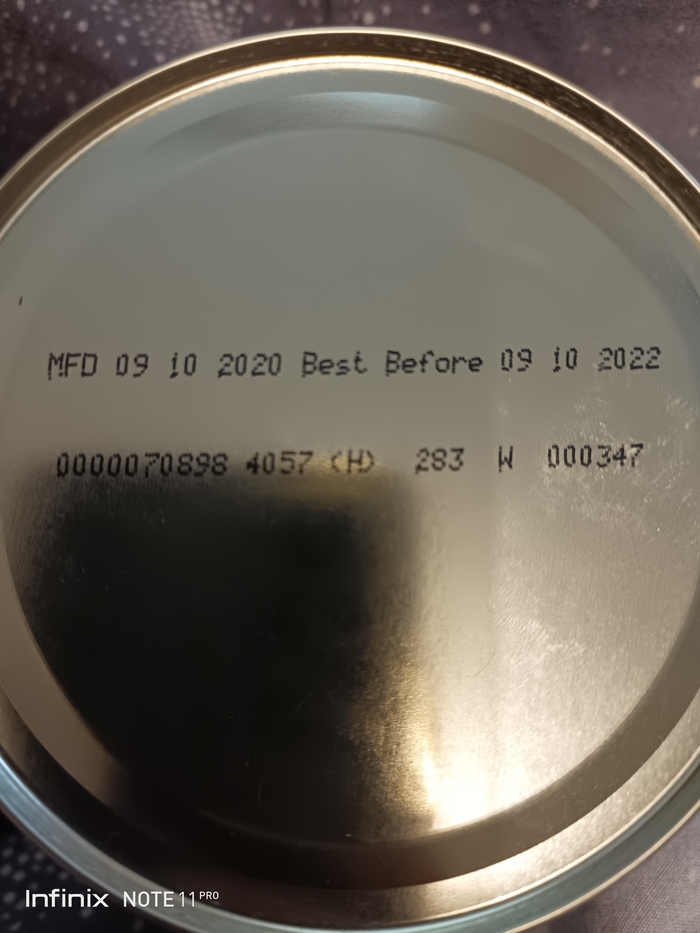 MFD 09 10 2020 Best Before 09 10 2022
0000070898 4057 (H) 283 W 000347
Infinix NOTE 11 PRO